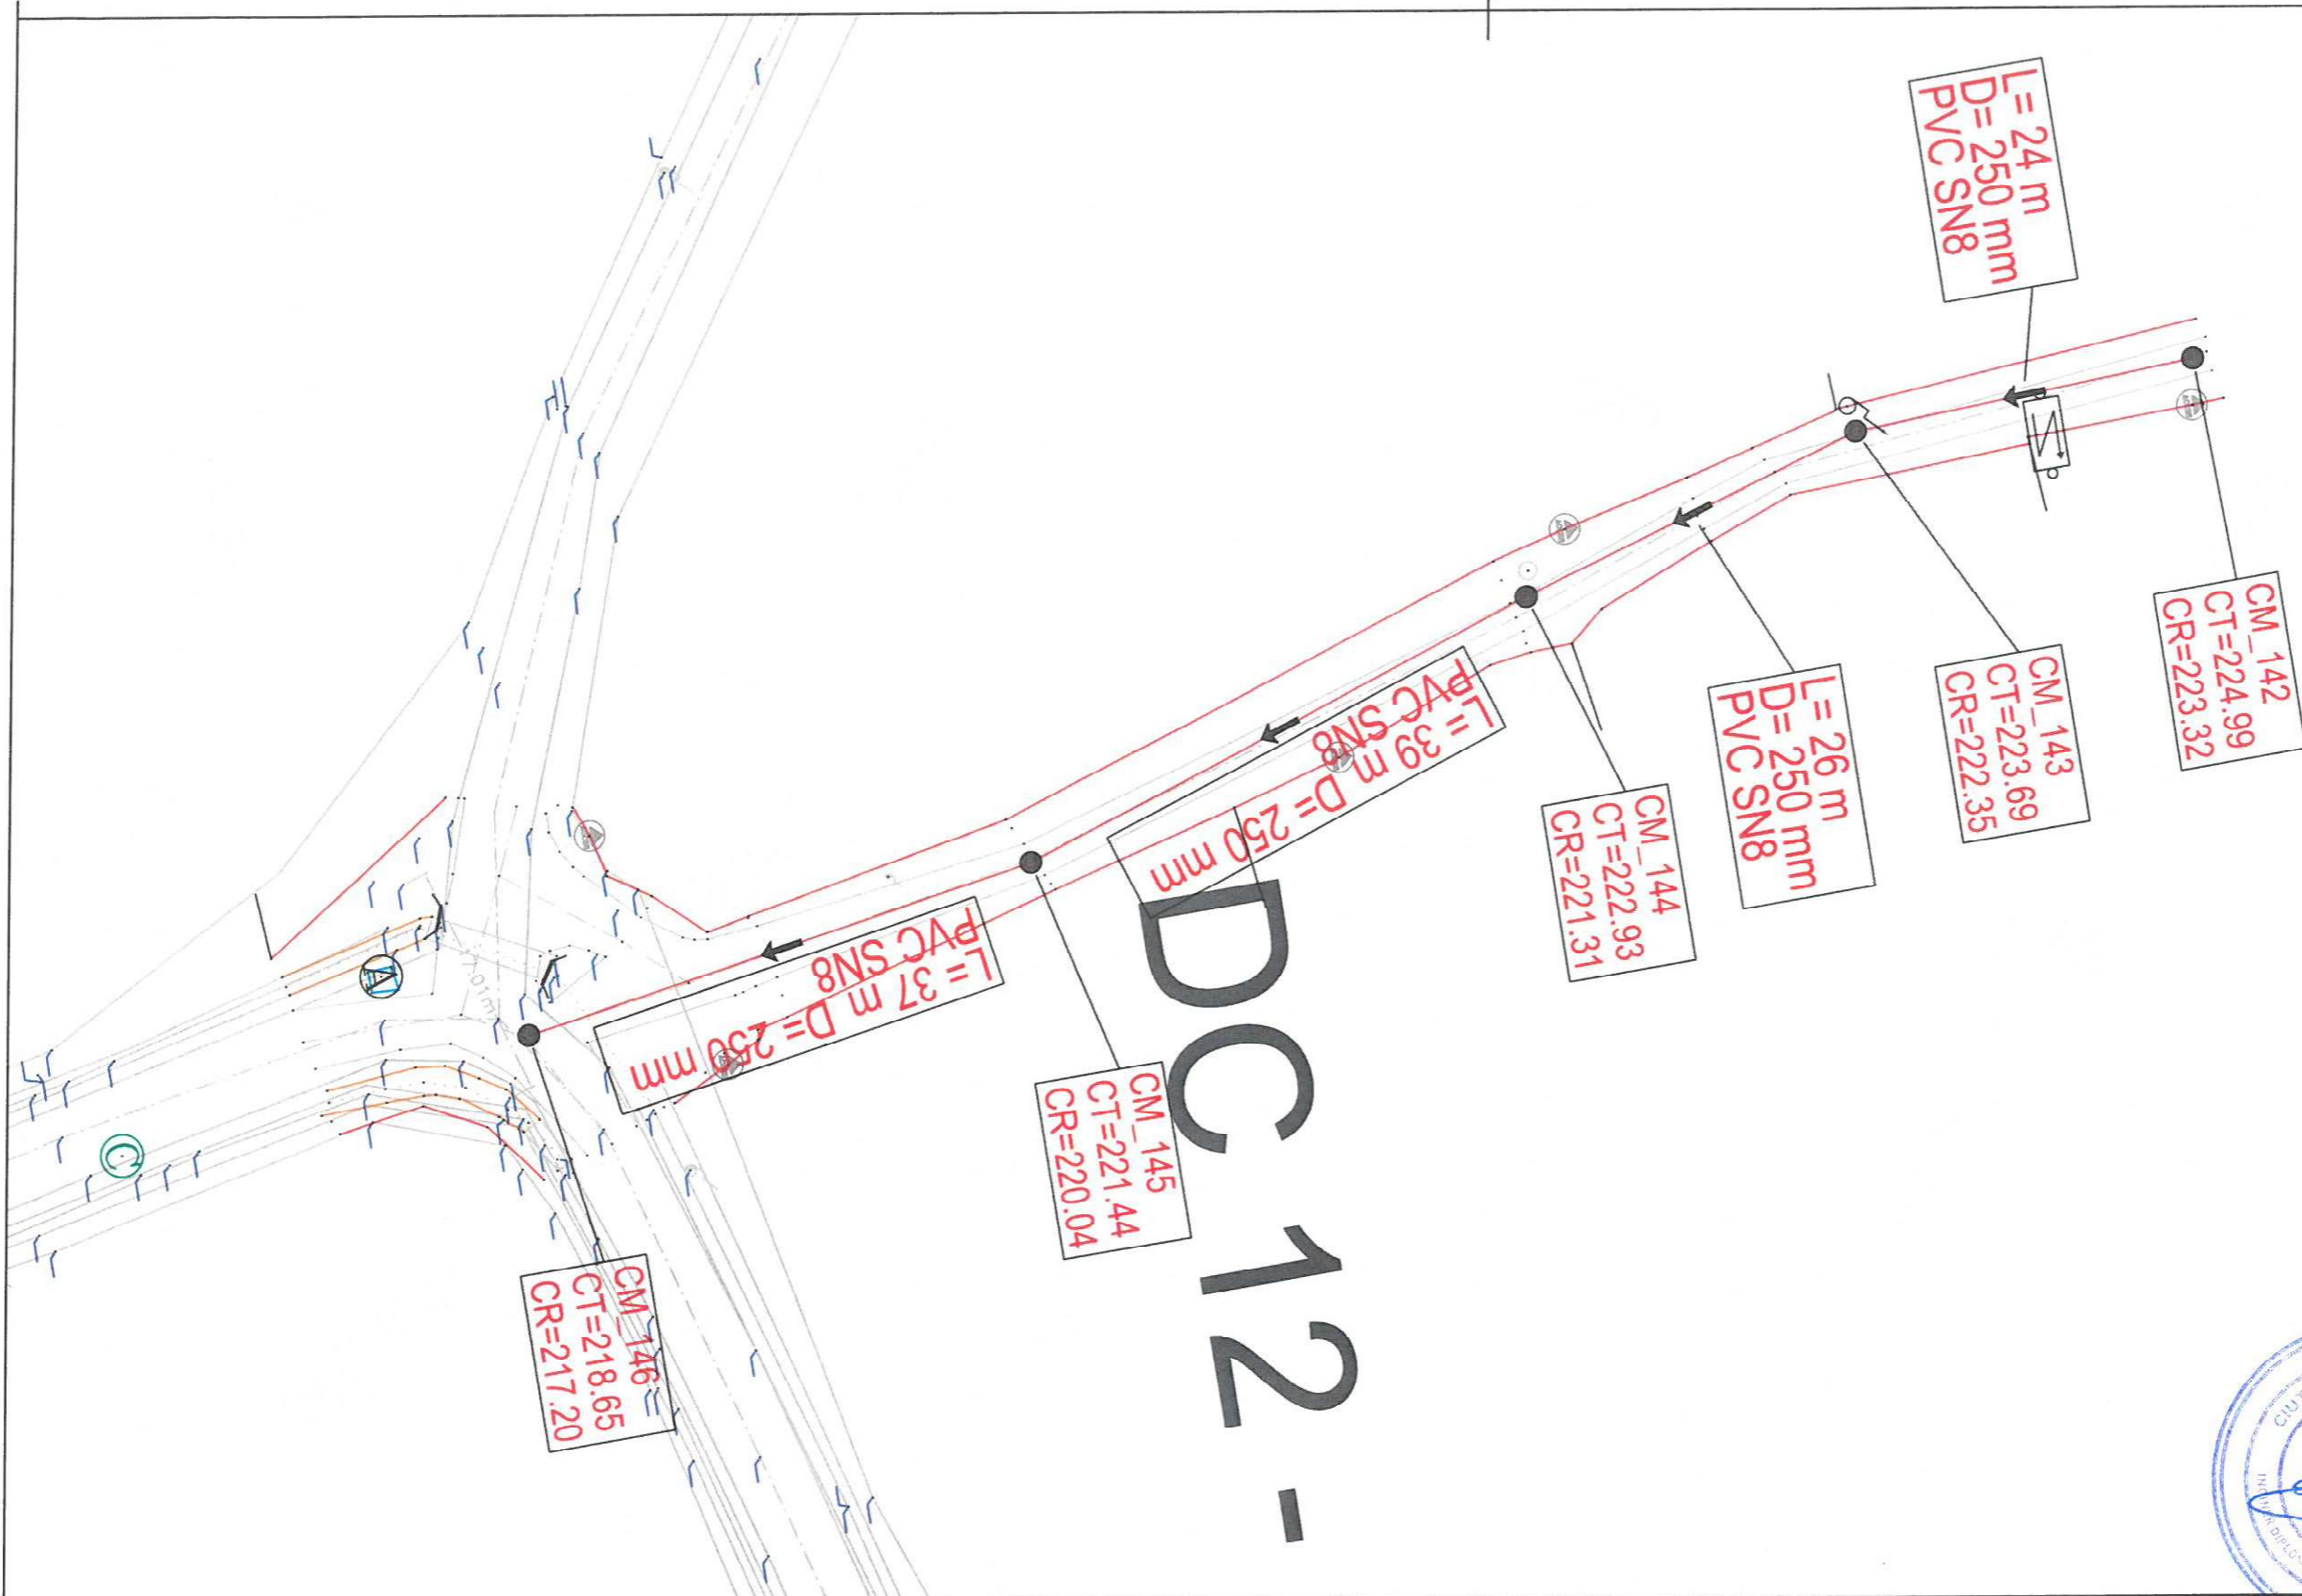 L= 24 m
D= 250 mm
PVC SN8
CM_142
CT=224.99
CR=223.32
CM_143
CT=223.69
CR=222.35
L= 26 m
D= 250 mm
PVC SN8
CM_144
CT=222.93
CR=221.31
L= 39 m D= 250 mm
PVC SN8
CM_145
CT=221.44
CR=220.04
L= 37 m D= 250 mm
PVC SN8
CM_146
CT=218.65
CR=217.20
DC 12 -
C